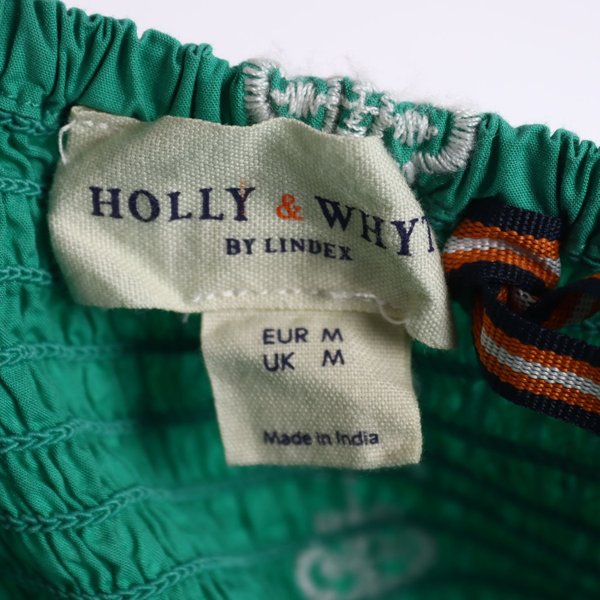 HOLLY & WHYT
BY LINDEX
EUR M
UK M
Made in India